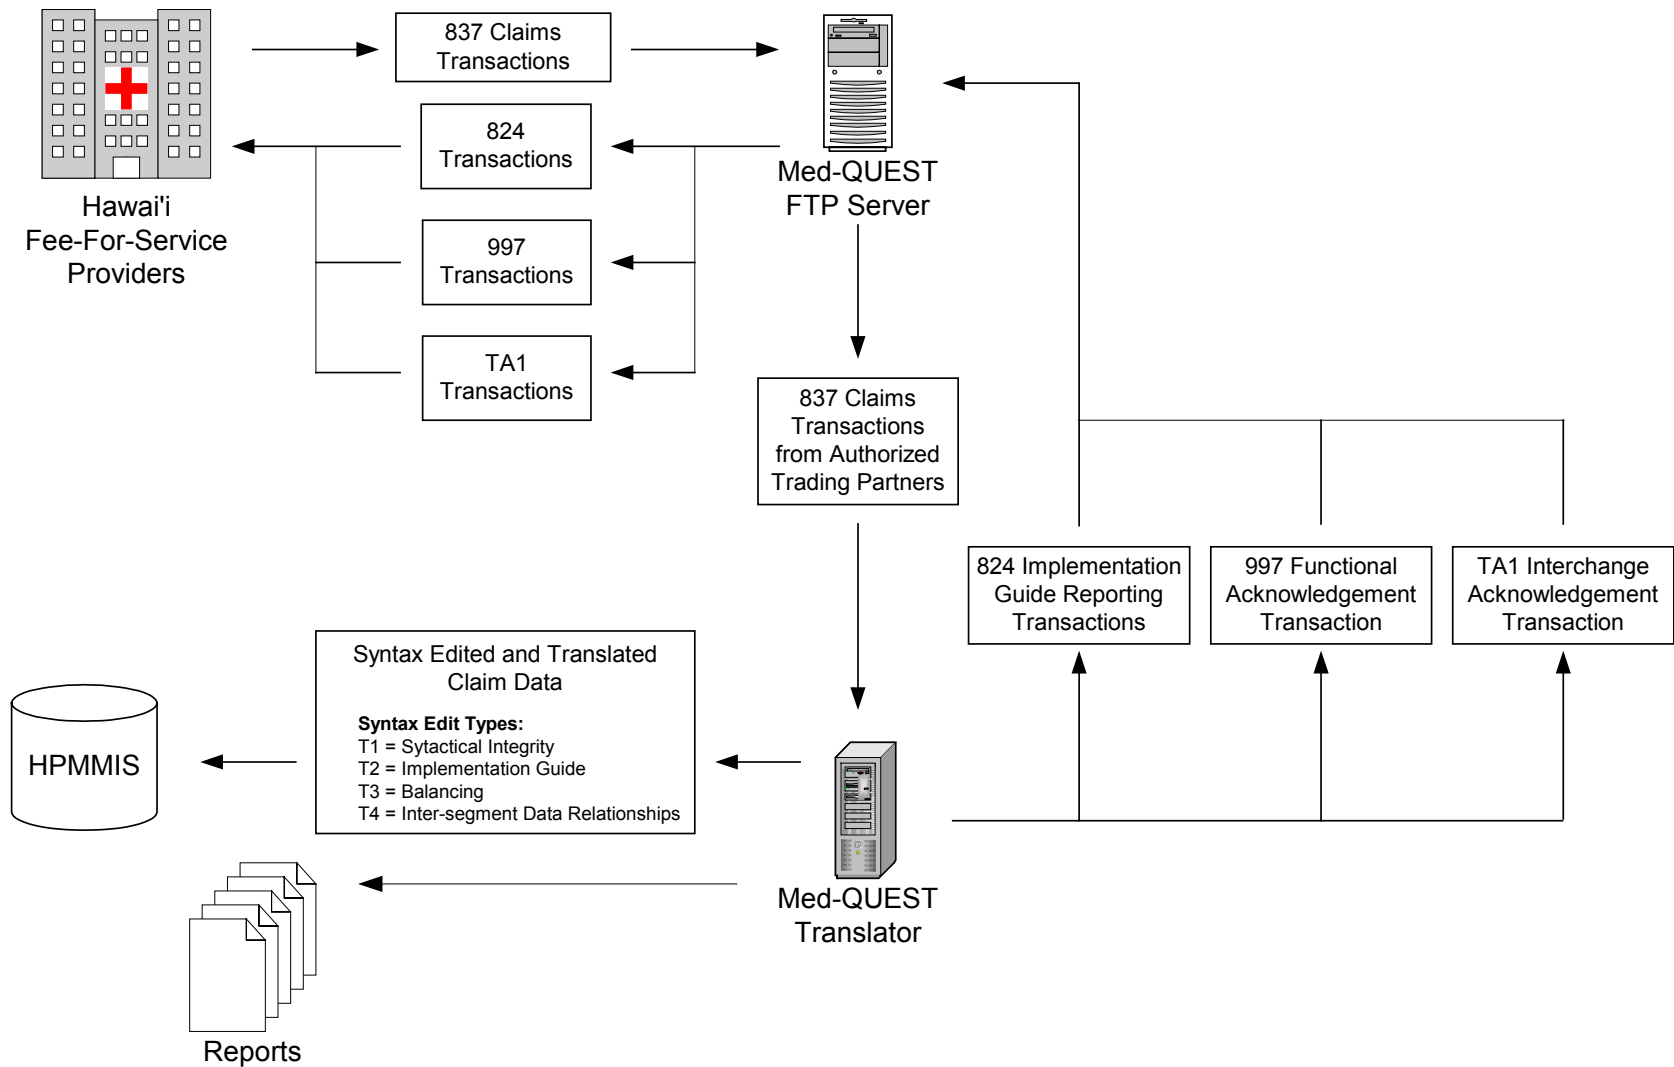 837 Claims
Transactions
824
Transactions
997
Transactions
TA1
Transactions
Hawai'i
Fee-For-Service
Providers
Med-QUEST
FTP Server
837 Claims
Transactions
from Authorized
Trading Partners
824 Implementation
Guide Reporting
Transactions
997 Functional
Acknowledgement
Transaction
TA1 Interchange
Acknowledgement
Transaction
Syntax Edited and Translated
Claim Data
Syntax Edit Types:
T1 = Sytactical Integrity
T2 = Implementation Guide
T3 = Balancing
T4 = Inter-segment Data Relationships
HPMMIS
Med-QUEST
Translator
Reports